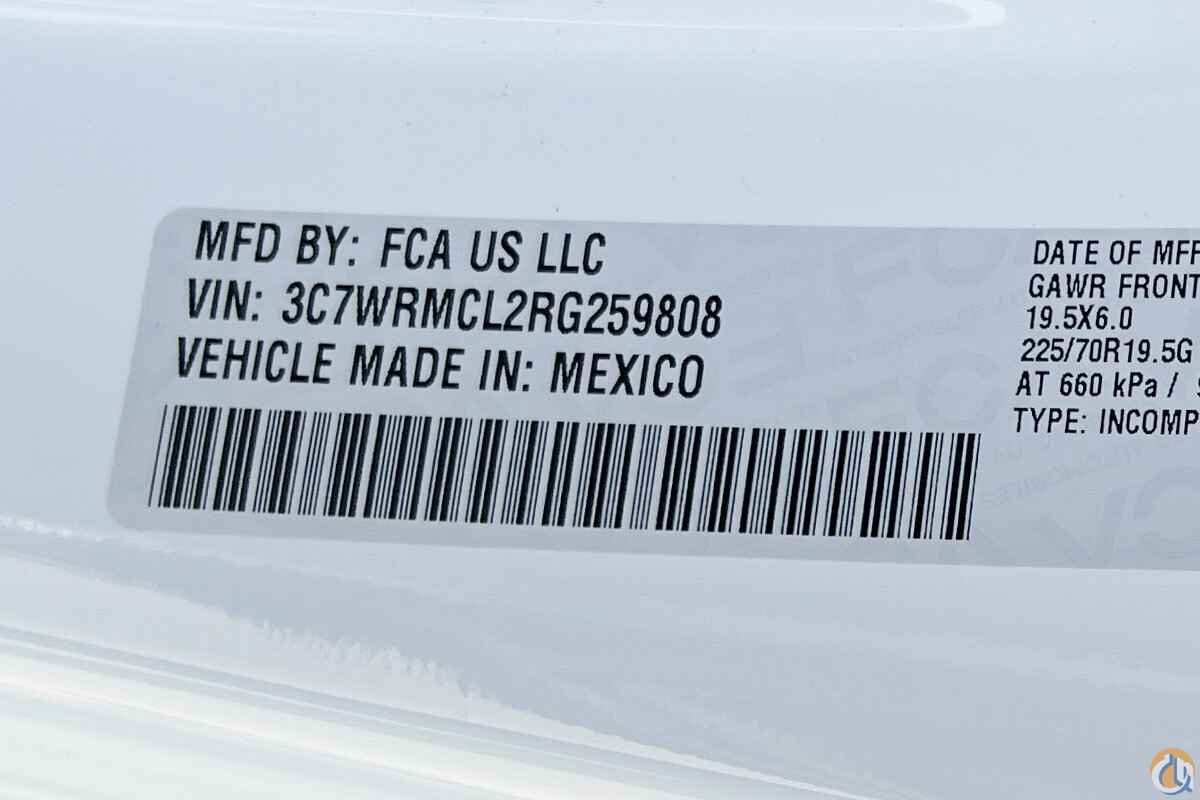 MFD BY: FCA US LLC
VIN: 3C7WRMCL2RG259808
VEHICLE MADE IN: MEXICO
DATE OF MFR
GAWR FRONT
19.5X6.0
225/70R19.5G
AT 660 kPa /
TYPE: INCOMP